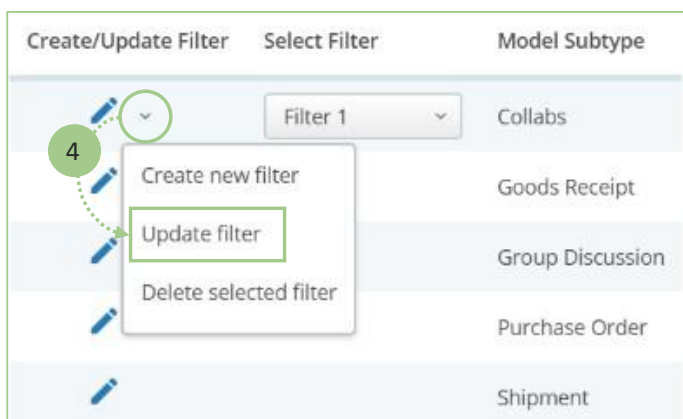 Create/Update Filter Select Filter Model Subtype
Filter 1 Collabs
4
Create new filter Goods Receipt
Update filter
Group Discussion
Delete selected filter
Purchase Order
Shipment